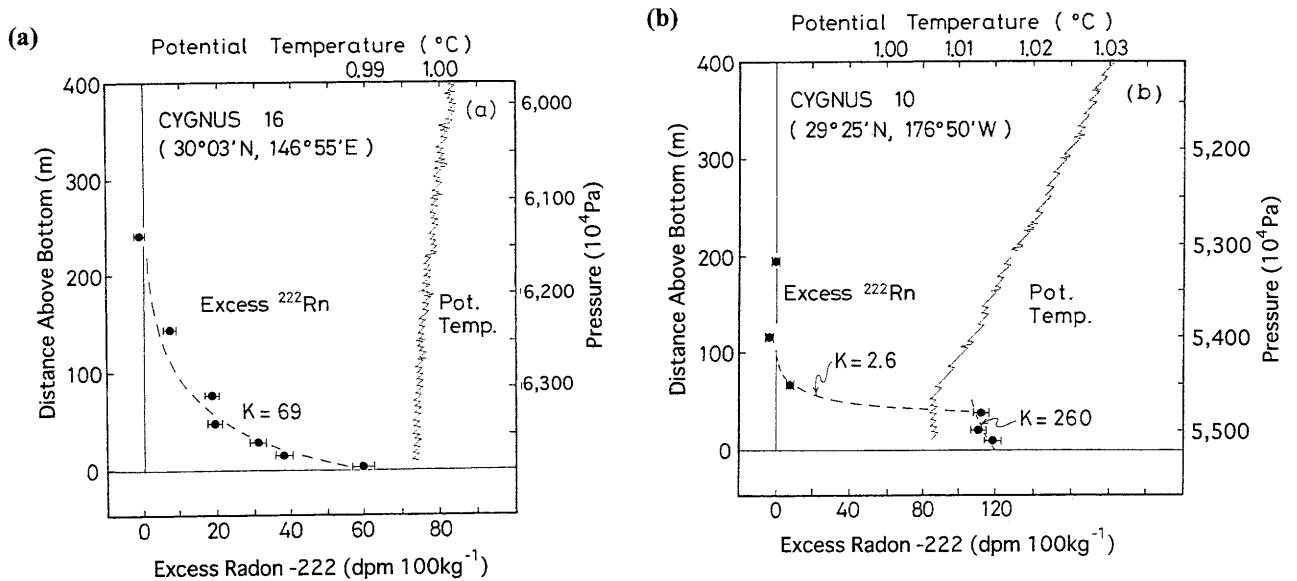 (a)
Potential Temperature (°C)
0.99 1.00
400
300
200
100
0
Distance Above Bottom (m)
CYGNUS 16
(30°03'N, 146°55'E)
(a)
Excess ²²²Rn
Pot.
Temp.
K=69
6,000
6,100
6,200
6,300
Pressure (10⁴Pa)
0 20 40 60 80 100
Excess Radon -222 (dpm 100kg⁻¹)
(b)
Potential Temperature (°C)
1.00 1.01 1.02 1.03
400
300
200
100
0
Distance Above Bottom (m)
CYGNUS 10
(29°25'N, 176°50'W)
(b)
Excess ²²²Rn
Pot.
Temp.
K=2.6
K=260
5,200
5,300
5,400
5,500
Pressure (10⁴Pa)
0 40 80 120
Excess Radon -222 (dpm 100kg⁻¹)